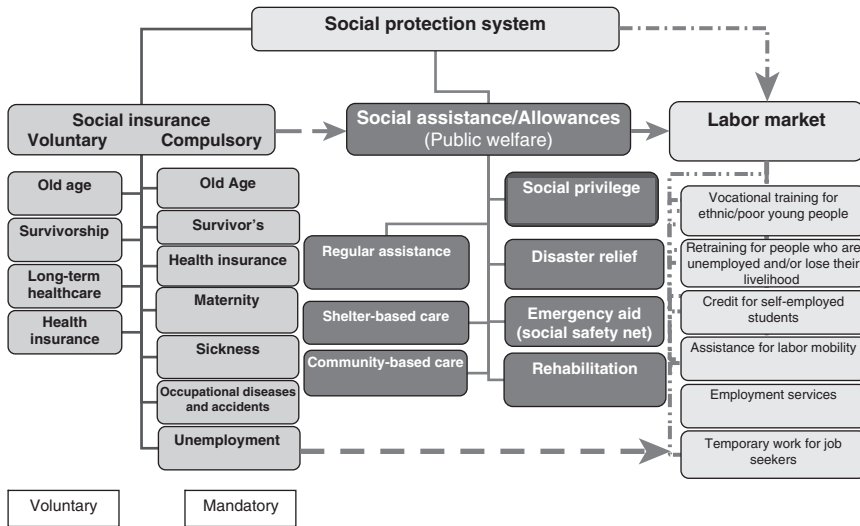 Social protection system
Social insurance
Voluntary Compulsory
Social assistance/Allowances
(Public welfare)
Labor market
Old age
Survivorship
Long-term
healthcare
Health
insurance
Old Age
Survivor's
Health insurance
Maternity
Sickness
Occupational diseases
and accidents
Unemployment
Regular assistance
Shelter-based care
Community-based care
Social privilege
Disaster relief
Emergency aid
(social safety net)
Rehabilitation
Vocational training for
ethnic/poor young people
Retraining for people who are
unemployed and/or lose their
livelihood
Credit for self-employed
students
Assistance for labor mobility
Employment services
Temporary work for job
seekers
Voluntary
Mandatory